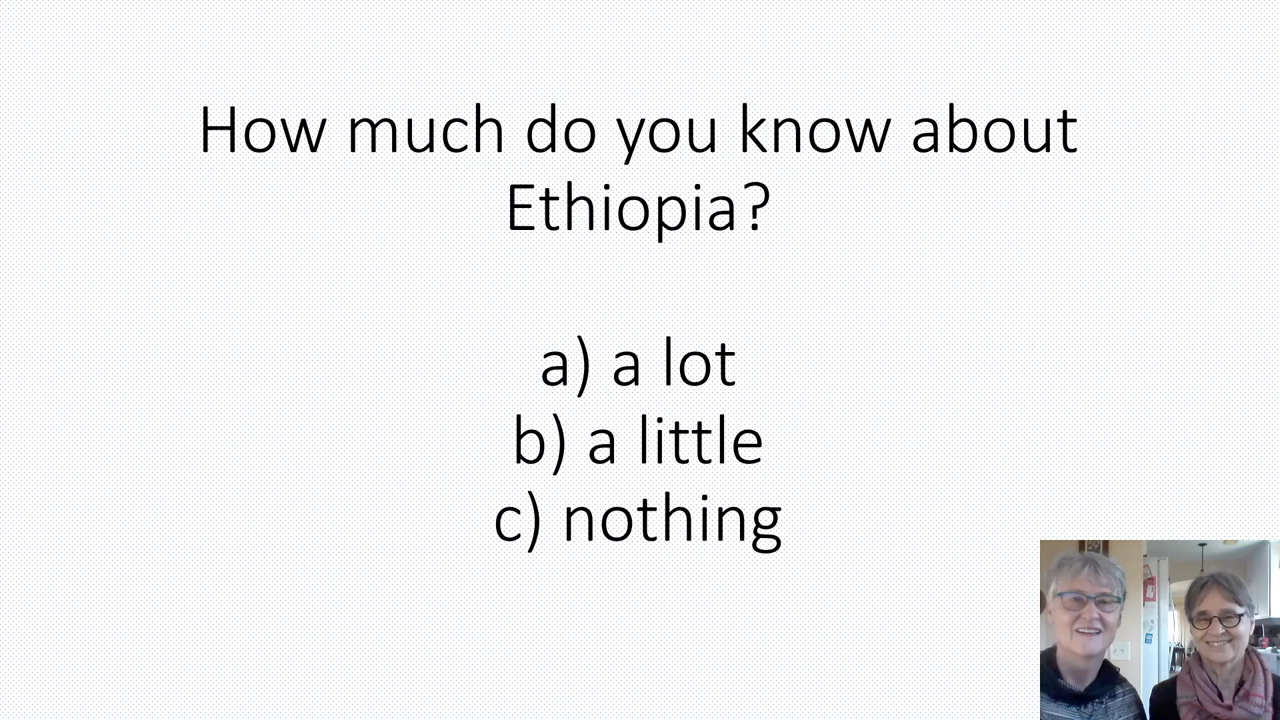 How much do you know about
Ethiopia?
a) a lot
b) a little
c) nothing